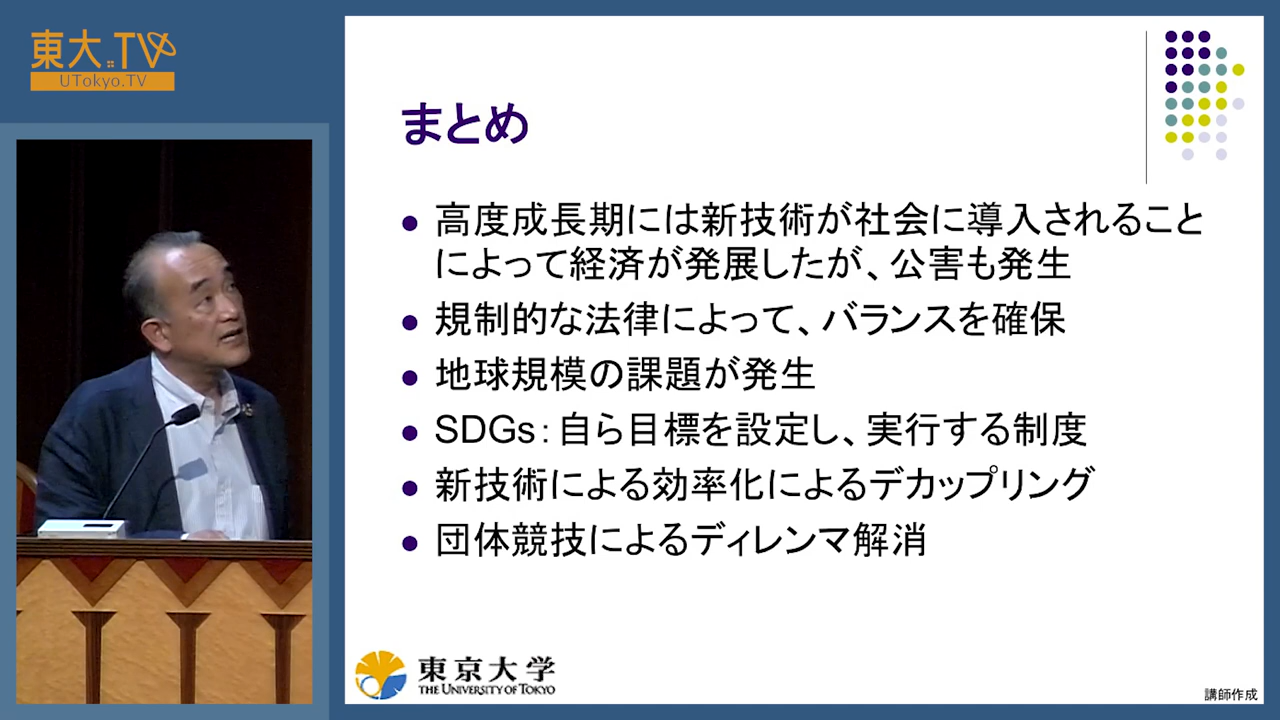 東大.TV
UTokyo.TV
まとめ
● 高度成長期には新技術が社会に導入されること
によって経済が発展したが、公害も発生
● 規制的な法律によって、バランスを確保
● 地球規模の課題が発生
● SDGs：自ら目標を設定し、実行する制度
● 新技術による効率化によるデカップリング
● 団体競技によるディレンマ解消
東京大学
THE UNIVERSITY OF TOKYO
講師作成